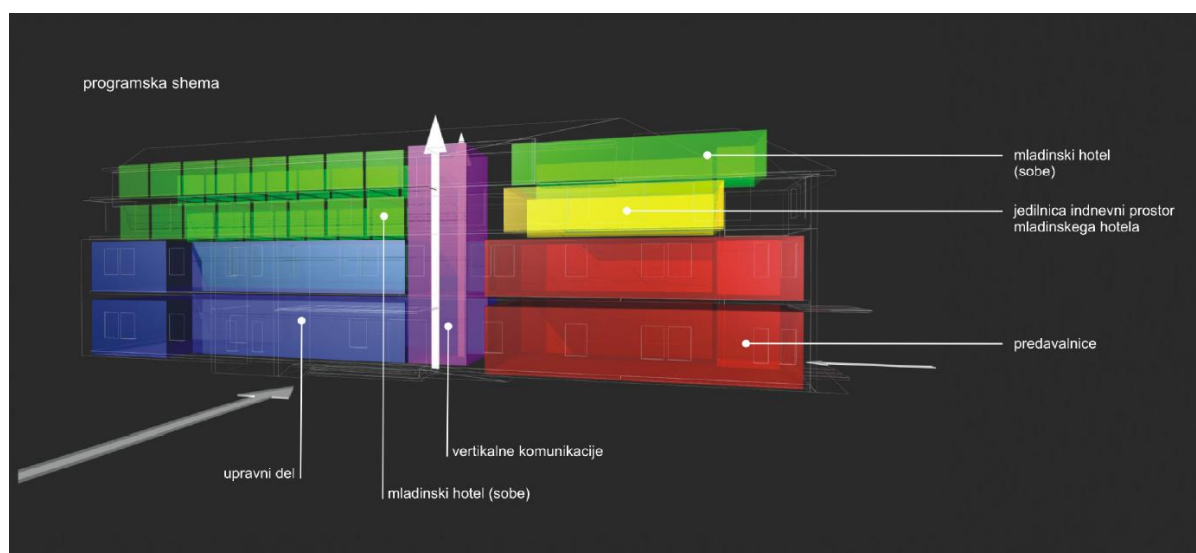 programska shema
mladinski hotel
(sobe)
jedilnica indnevni prostor
mladinskega hotela
predavalnice
vertikalne komunikacije
upravni del
mladinski hotel (sobe)